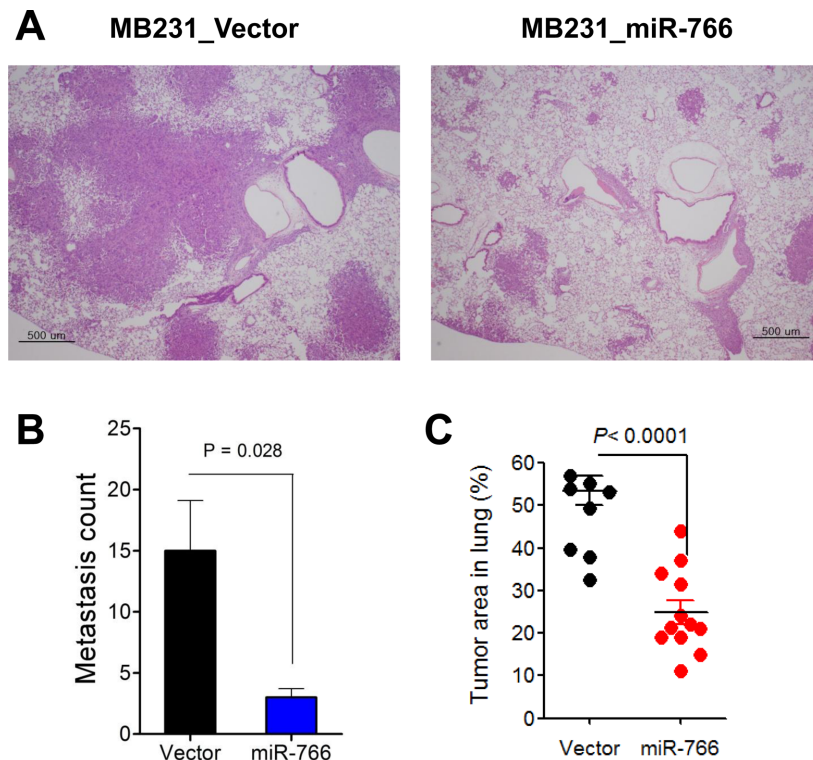 A
MB231_Vector
MB231_miR-766
500 um
500 um
B
Metastasis count
25
20
15
10
5
0
P = 0.028
Vector
miR-766
C
Tumor area in lung (%)
60
50
40
30
20
10
0
P< 0.0001
Vector
miR-766